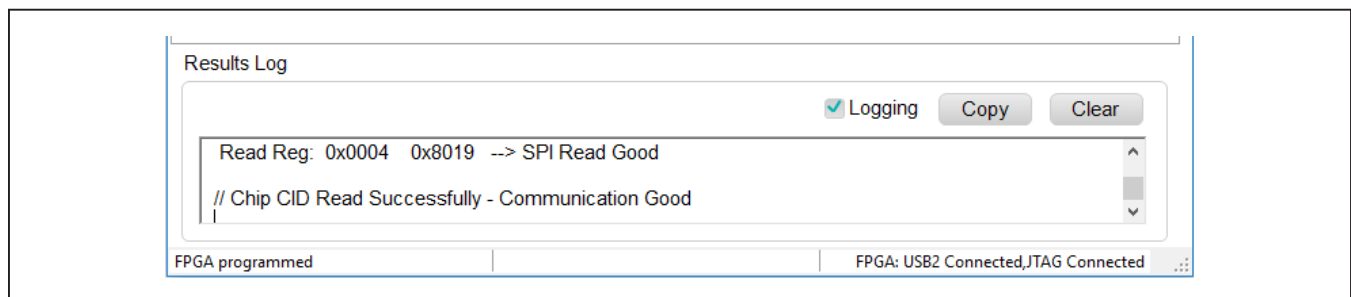 Results Log
Logging Copy Clear
Read Reg: 0x0004 0x8019 --> SPI Read Good
// Chip CID Read Successfully - Communication Good
FPGA programmed FPGA: USB2 Connected,JTAG Connected